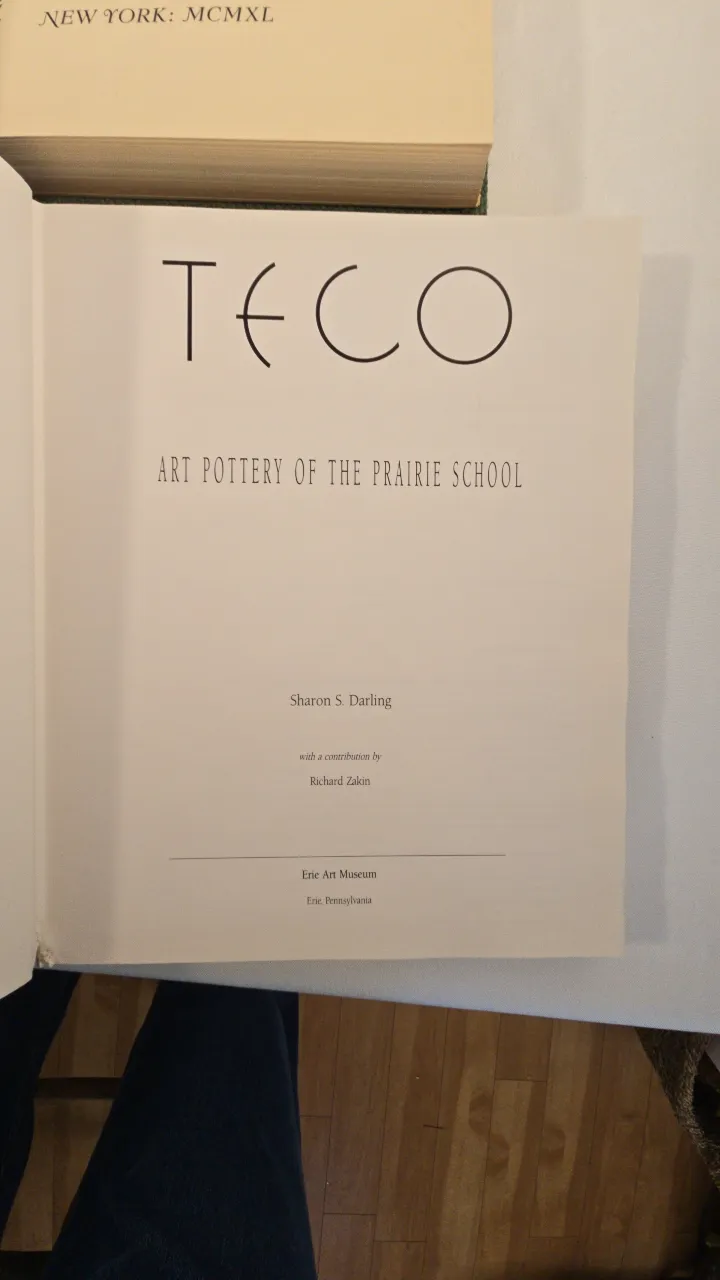 NEW YORK: MCMXL
TECO
ART POTTERY OF THE PRAIRIE SCHOOL
Sharon S. Darling
with a contribution by
Richard Zakin
Erie Art Museum
Erie, Pennsylvania